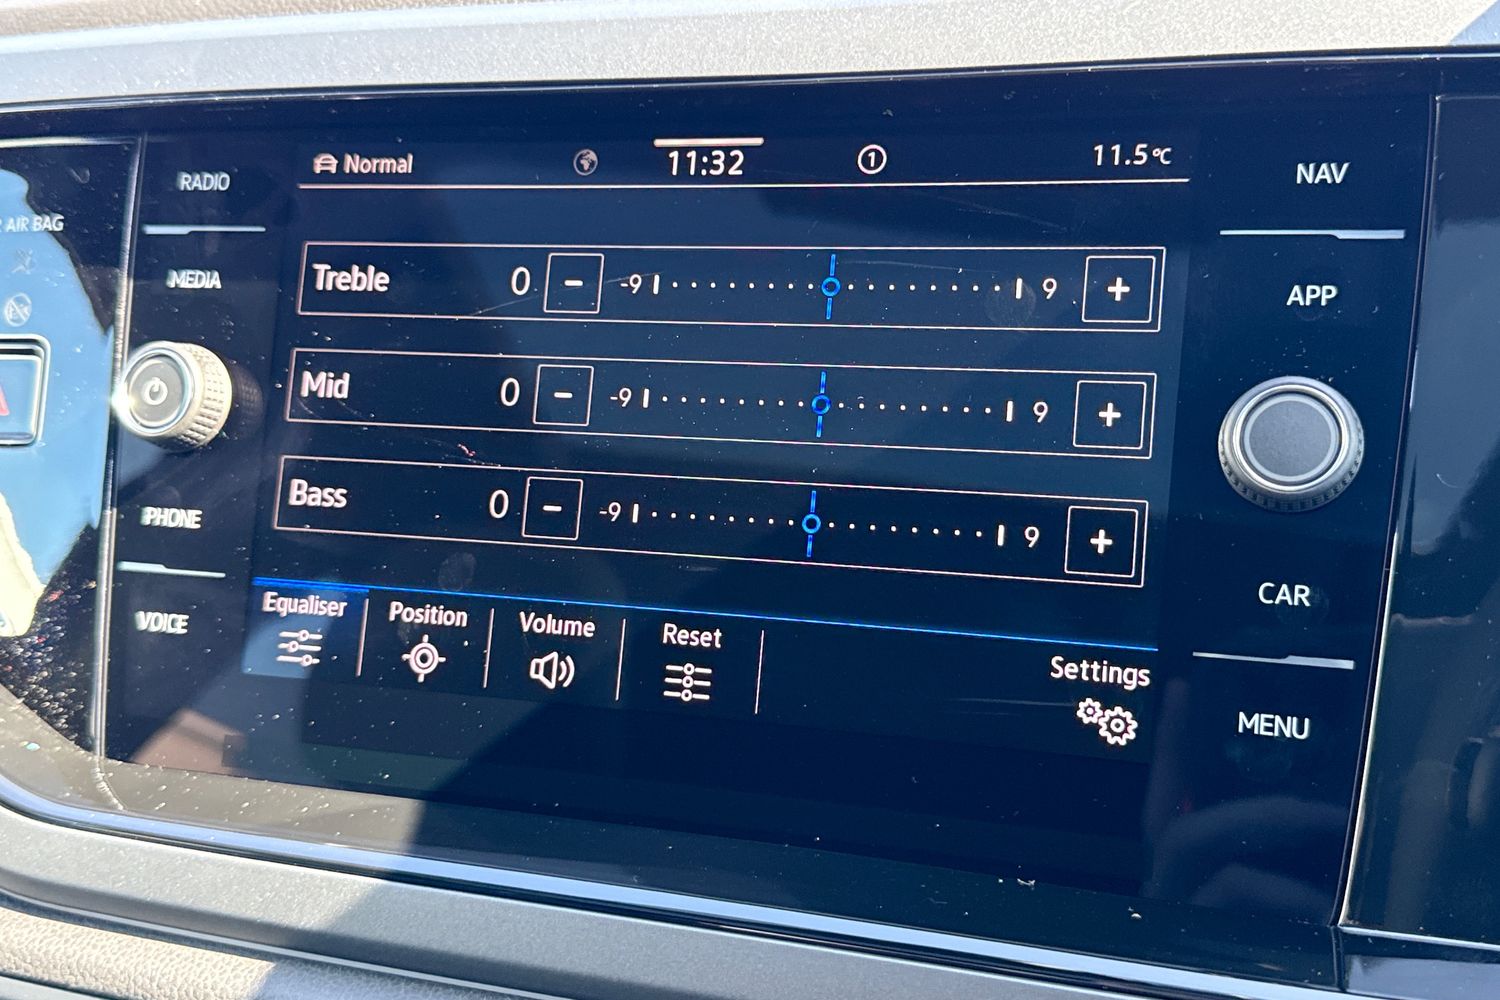 Normal 11:32 1 11.5°C
RADIO
MEDIA
PHONE
VOICE
AIR BAG
Treble 0 - -9 9 +
Mid 0 - -9 9 +
Bass 0 - -9 9 +
Equaliser Position Volume Reset Settings
NAV
APP
CAR
MENU